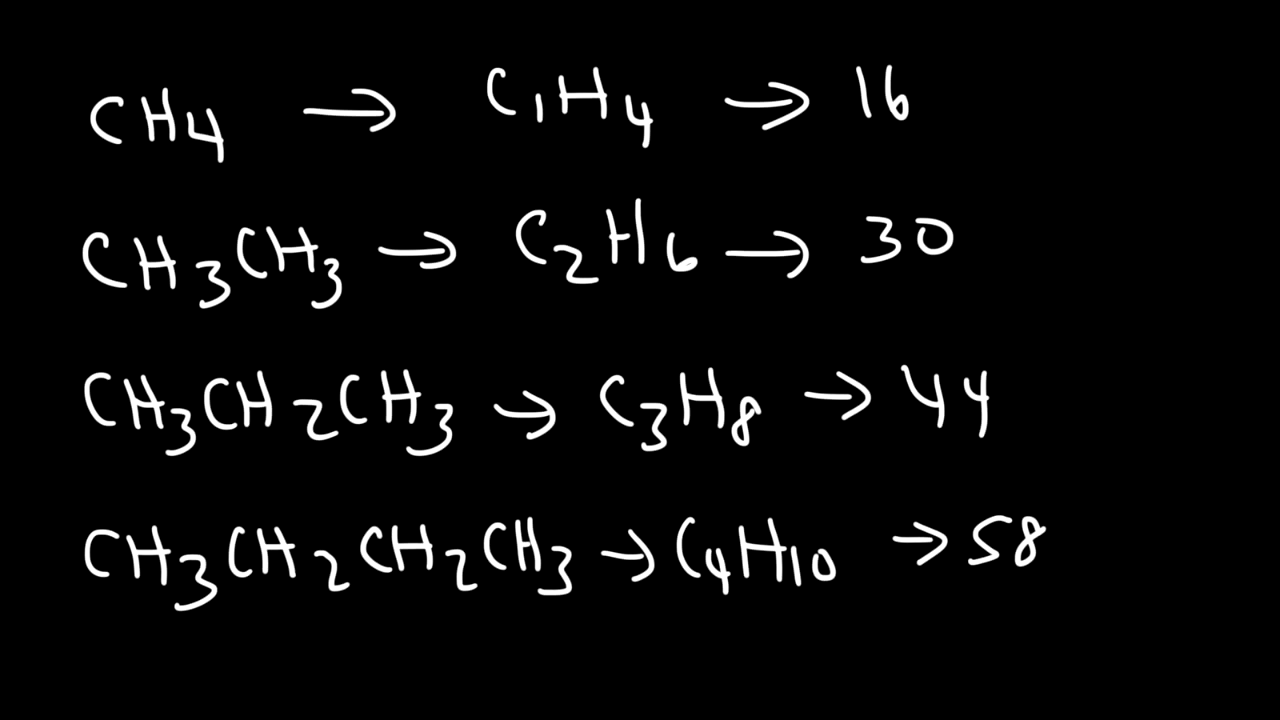 CH4 → C1H4 → 16
CH3CH3 → C2H6 → 30
CH3CH2CH3 → C3H8 → 44
CH3CH2CH2CH3 → C4H10 → 58